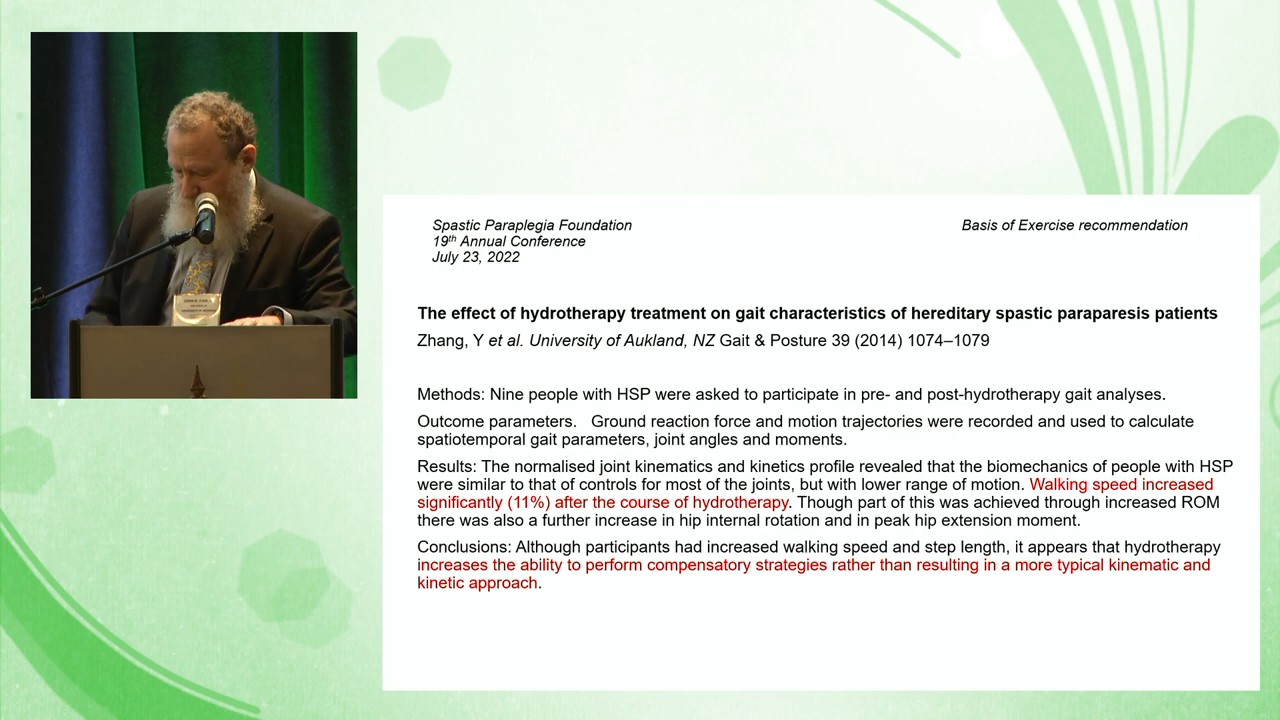 Spastic Paraplegia Foundation
19th Annual Conference
July 23, 2022
Basis of Exercise recommendation
The effect of hydrotherapy treatment on gait characteristics of hereditary spastic paraparesis patients
Zhang, Y et al. University of Aukland, NZ Gait & Posture 39 (2014) 1074–1079
Methods: Nine people with HSP were asked to participate in pre- and post-hydrotherapy gait analyses.
Outcome parameters. Ground reaction force and motion trajectories were recorded and used to calculate
spatiotemporal gait parameters, joint angles and moments.
Results: The normalised joint kinematics and kinetics profile revealed that the biomechanics of people with HSP
were similar to that of controls for most of the joints, but with lower range of motion. Walking speed increased
significantly (11%) after the course of hydrotherapy. Though part of this was achieved through increased ROM
there was also a further increase in hip internal rotation and in peak hip extension moment.
Conclusions: Although participants had increased walking speed and step length, it appears that hydrotherapy
increases the ability to perform compensatory strategies rather than resulting in a more typical kinematic and
kinetic approach.